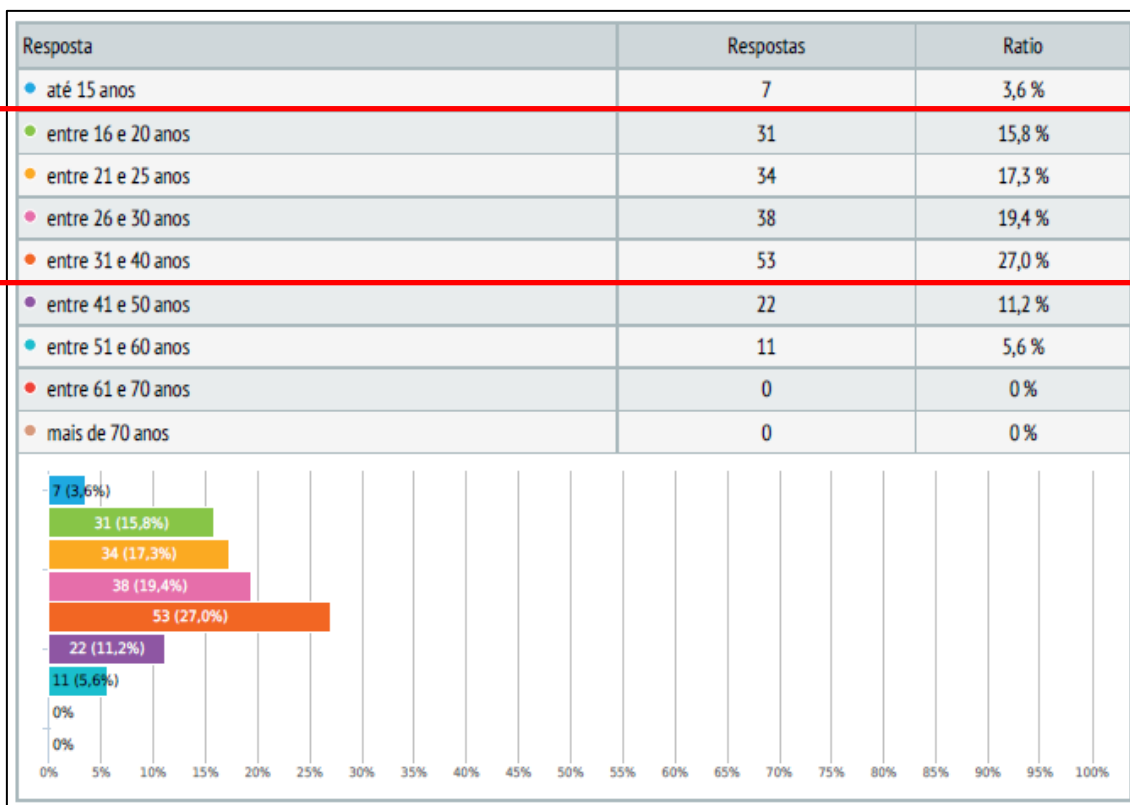 Resposta Respostas Ratio
até 15 anos 7 3,6 %
entre 16 e 20 anos 31 15,8 %
entre 21 e 25 anos 34 17,3 %
entre 26 e 30 anos 38 19,4 %
entre 31 e 40 anos 53 27,0 %
entre 41 e 50 anos 22 11,2 %
entre 51 e 60 anos 11 5,6 %
entre 61 e 70 anos 0 0 %
mais de 70 anos 0 0 %
7 (3,6%)
31 (15,8%)
34 (17,3%)
38 (19,4%)
53 (27,0%)
22 (11,2%)
11 (5,6%)
0%
0%
0% 5% 10% 15% 20% 25% 30% 35% 40% 45% 50% 55% 60% 65% 70% 75% 80% 85% 90% 95% 100%